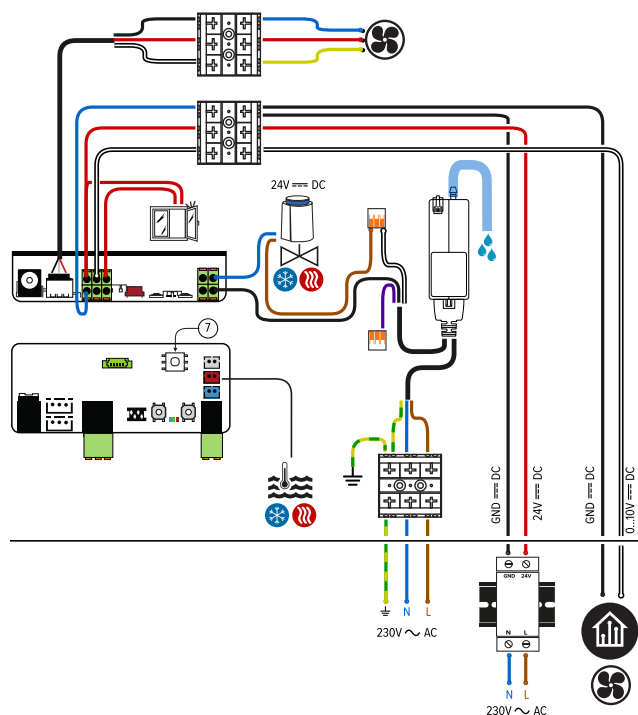 24V ⎓ DC
7
GND ⎓ DC
24V ⎓ DC
GND ⎓ DC
0...10V ⎓ DC
GND 24V
N L
N L
230V ~ AC
N L
230V ~ AC